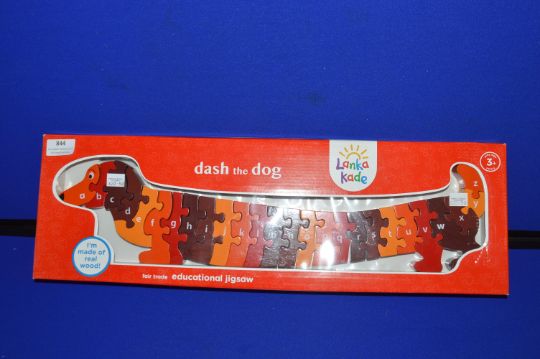 844
dash the dog
Lanka
kade
3+
a b c d f g h i k l q t u v w x z
I'm
made of
real
wood!
fair trade educational jigsaw